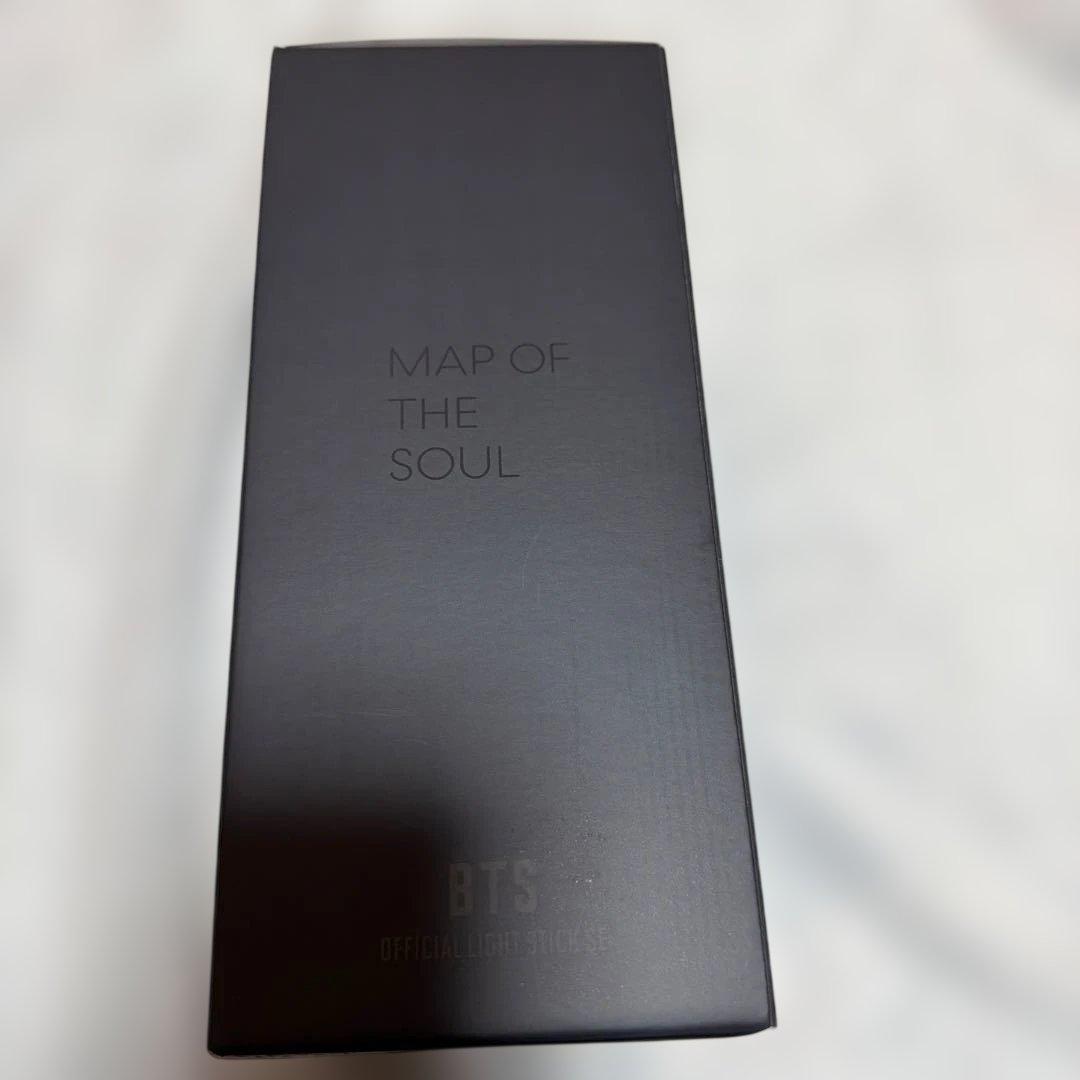 MAP OF
THE
SOUL
BTS
OFFICIAL LIGHT STICK SE